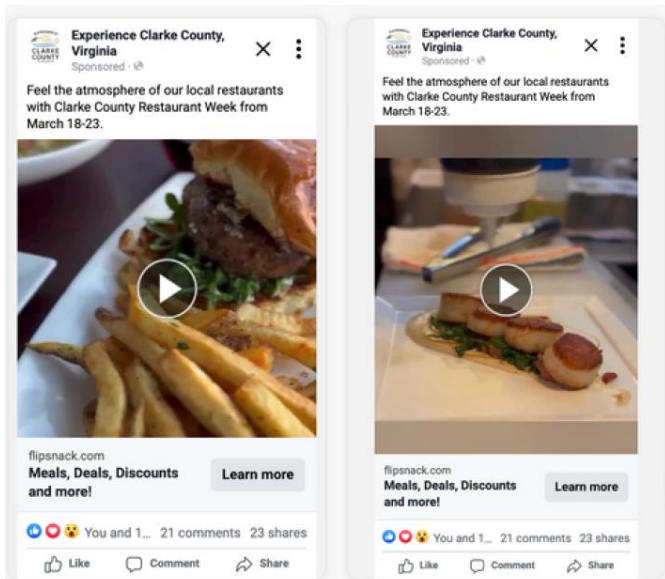 Experience Clarke County,
Virginia
Sponsored ·
Feel the atmosphere of our local restaurants
with Clarke County Restaurant Week from
March 18-23.
CLARKE
COUNTY
flipsnack.com
Meals, Deals, Discounts
and more!
Learn more
You and 1... 21 comments 23 shares
Like Comment Share
Experience Clarke County,
Virginia
Sponsored ·
Feel the atmosphere of our local restaurants
with Clarke County Restaurant Week from
March 18-23.
CLARKE
COUNTY
flipsnack.com
Meals, Deals, Discounts
and more!
Learn more
You and 1... 21 comments 23 shares
Like Comment Share